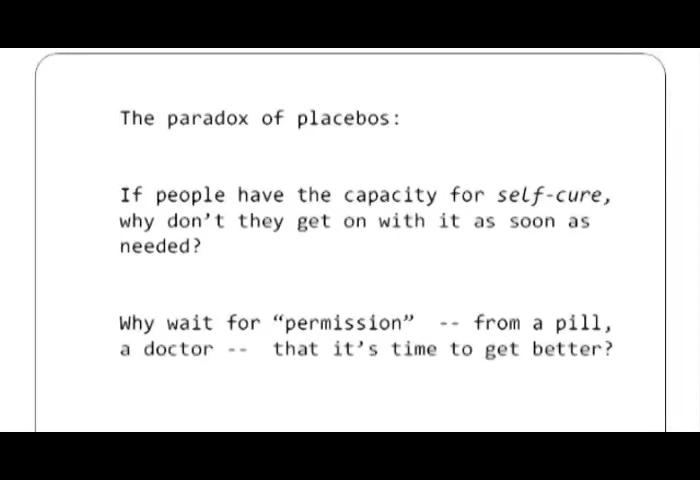 The paradox of placebos:
If people have the capacity for self-cure,
why don’t they get on with it as soon as
needed?
Why wait for “permission” -- from a pill,
a doctor -- that it’s time to get better?